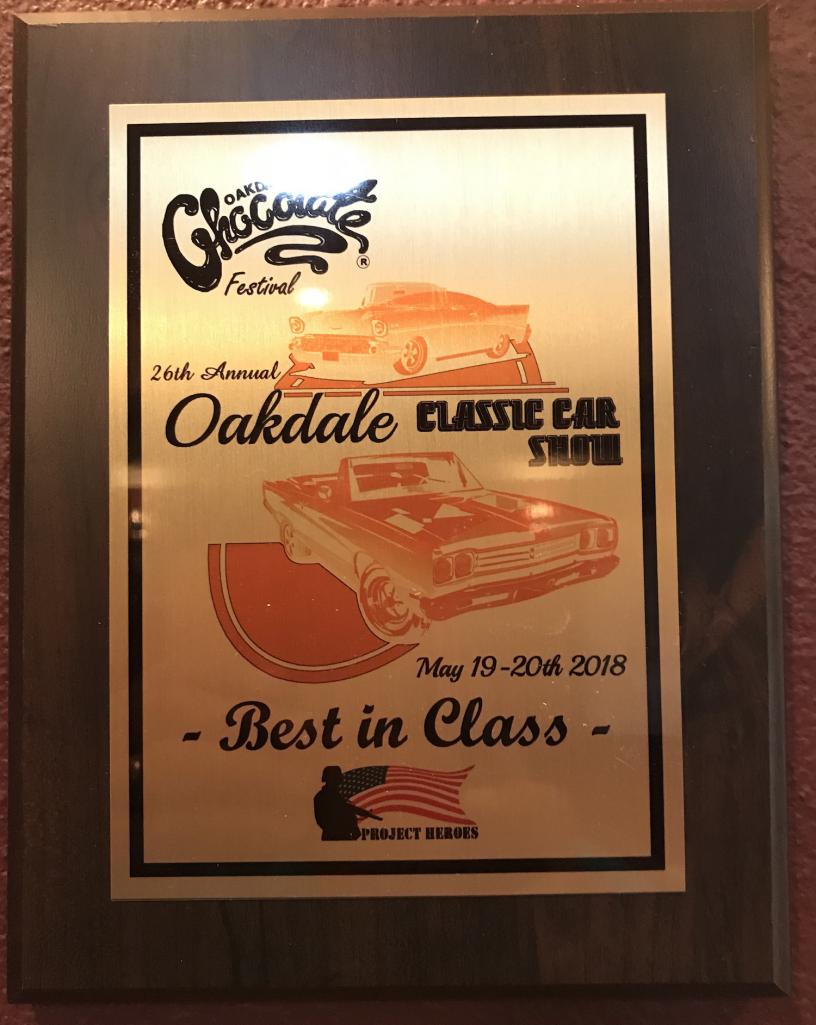 Chocolate ®
Festival
26th Annual
Oakdale CLASSIC CAR
SHOW
May 19-20th 2018
- Best in Class -
PROJECT HEROES